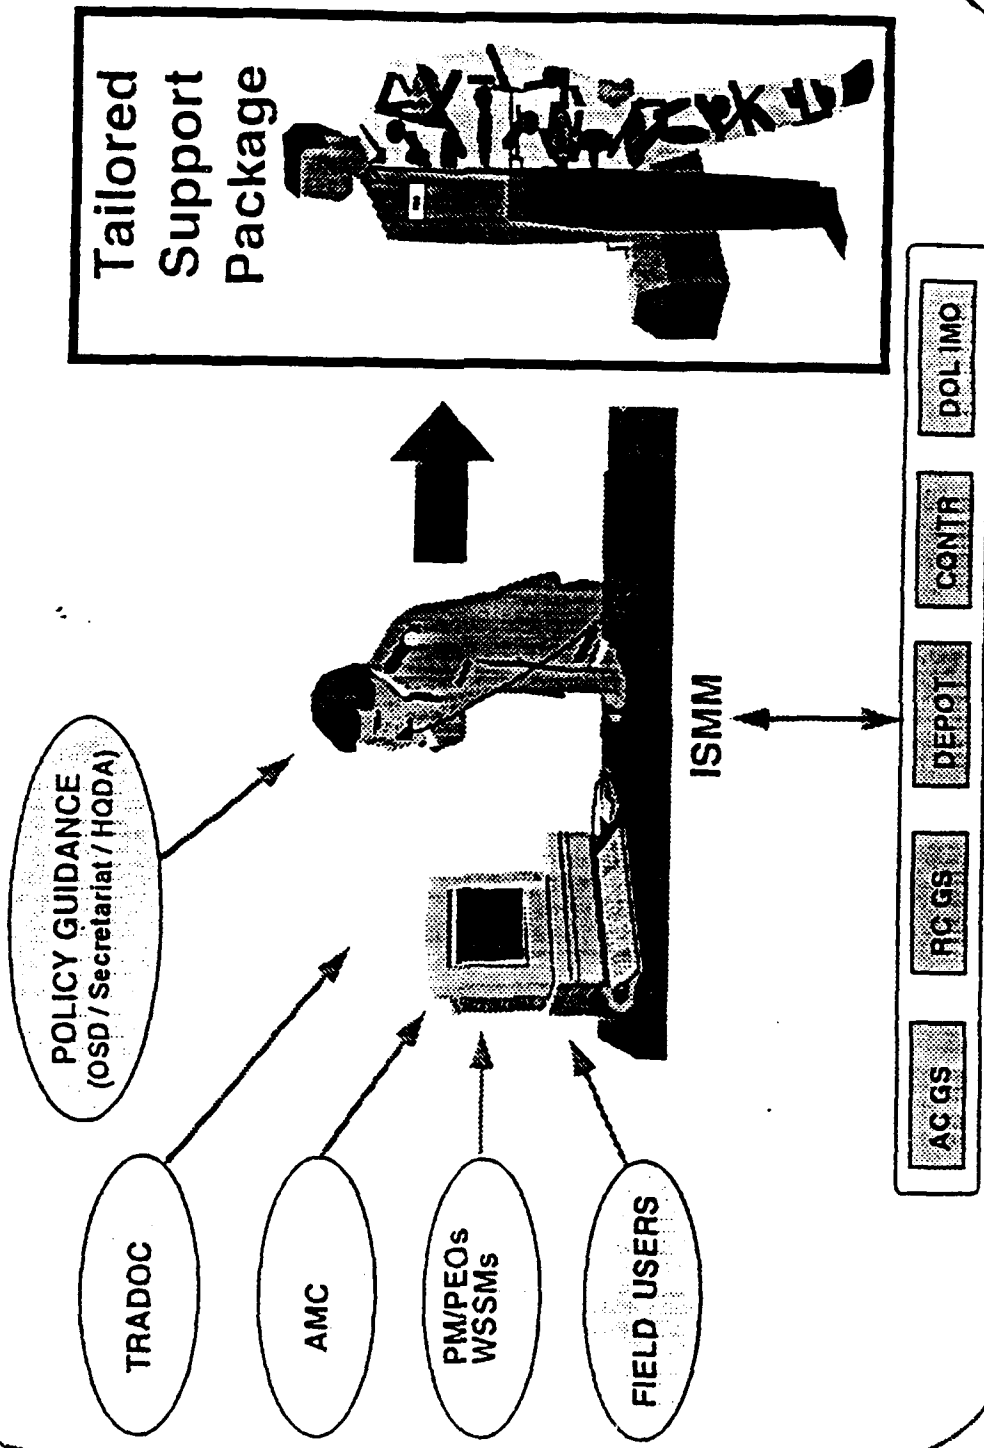 POLICY GUIDANCE
(OSD / Secretariat / HQDA)
TRADOC
AMC
PM/PEOs
WSSMs
FIELD USERS
ISMM
Tailored
Support
Package
AC GS
RC GS
DEPOT
CONTR
DOL IMO